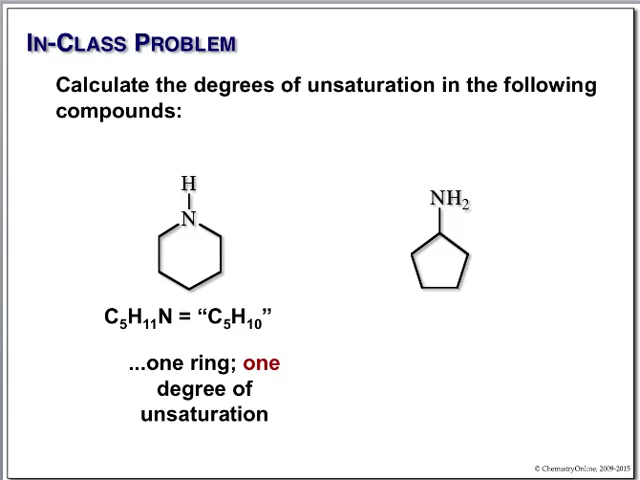 IN-CLASS PROBLEM
Calculate the degrees of unsaturation in the following
compounds:
H
N
NH₂
C₅H₁₁N = “C₅H₁₀”
...one ring; one
degree of
unsaturation
© ChemistryOnline, 2009-2015